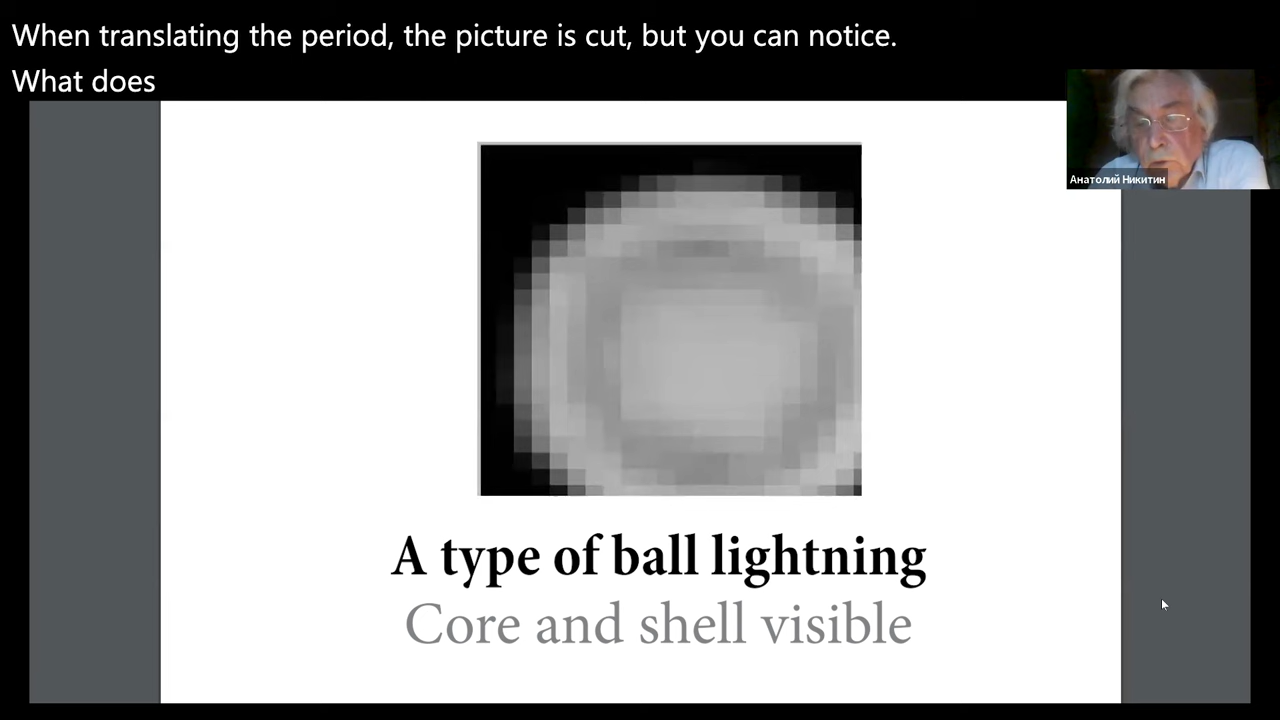 When translating the period, the picture is cut, but you can notice.
What does
Анатолий Никитин
A type of ball lightning
Core and shell visible